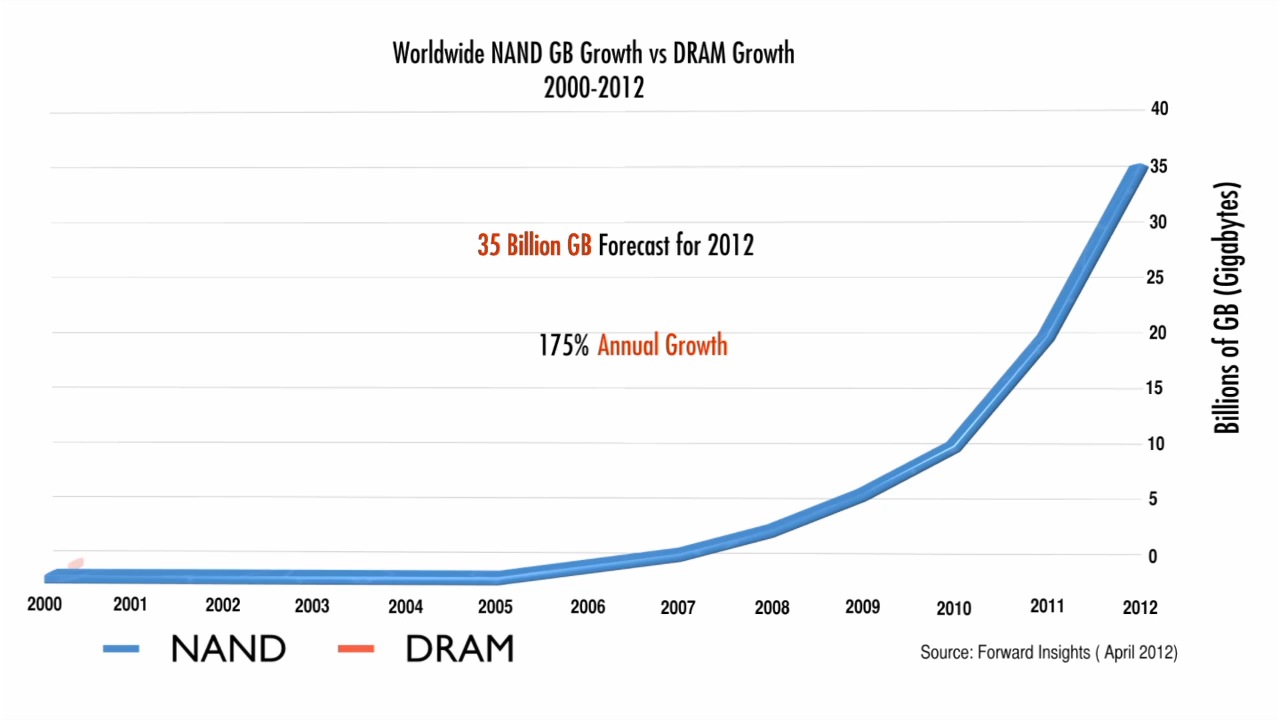 Worldwide NAND GB Growth vs DRAM Growth
2000-2012
40
35
30
35 Billion GB Forecast for 2012
25
20
175% Annual Growth
15
10
5
0
Billions of GB (Gigabytes)
2000 2001 2002 2003 2004 2005 2006 2007 2008 2009 2010 2011 2012
NAND DRAM
Source: Forward Insights ( April 2012)